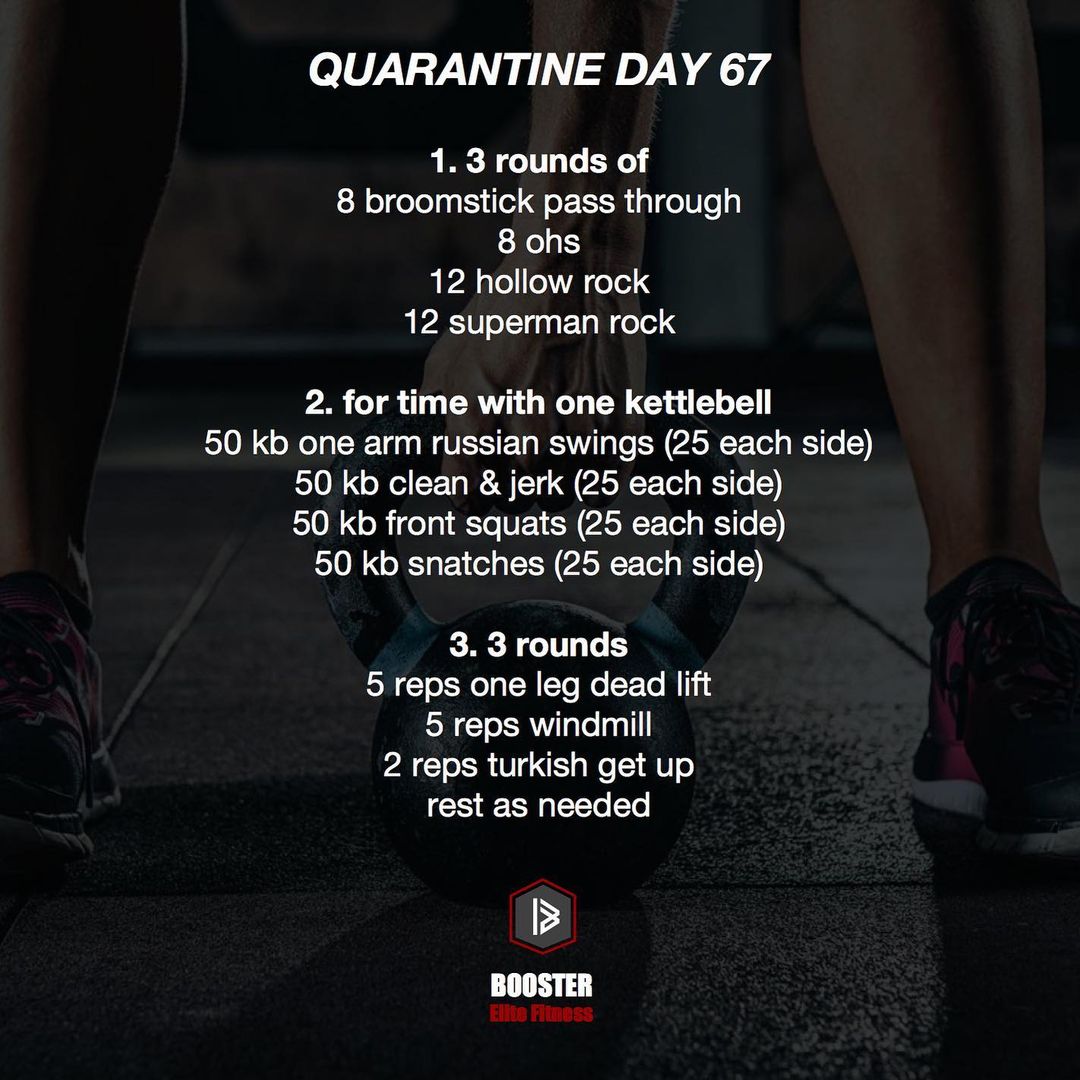 QUARANTINE DAY 67
1. 3 rounds of
8 broomstick pass through
8 ohs
12 hollow rock
12 superman rock
2. for time with one kettlebell
50 kb one arm russian swings (25 each side)
50 kb clean & jerk (25 each side)
50 kb front squats (25 each side)
50 kb snatches (25 each side)
3. 3 rounds
5 reps one leg dead lift
5 reps windmill
2 reps turkish get up
rest as needed
BOOSTER
Elite Fitness